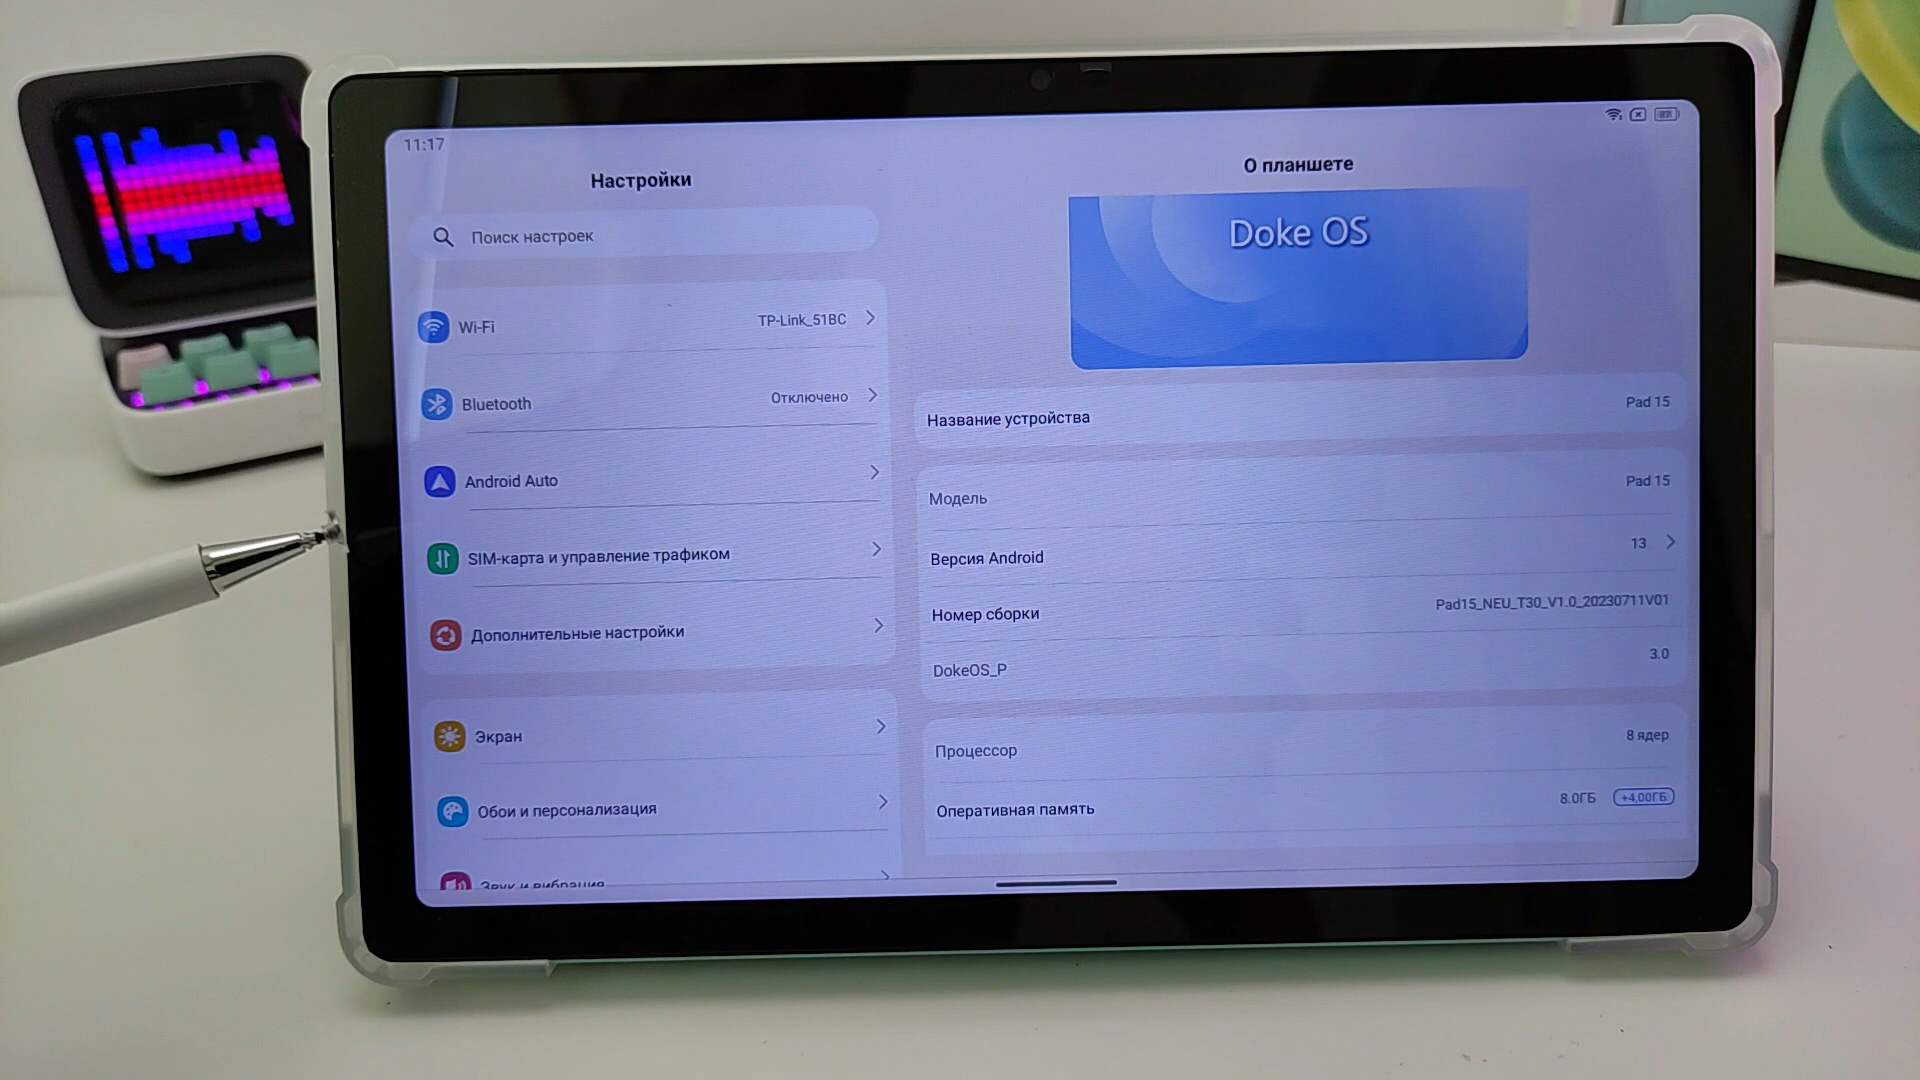 11:17
Настройки
Поиск настроек
Wi-Fi
TP-Link_51BC
Bluetooth
Отключено
Android Auto
SIM-карта и управление трафиком
Дополнительные настройки
Экран
Обои и персонализация
Звук и вибрация
О планшете
Doke OS
Название устройства
Pad 15
Модель
Pad 15
Версия Android
13
Номер сборки
Pad15_NEU_T30_V1.0_20230711V01
DokeOS_P
3.0
Процессор
8 ядер
Оперативная память
8.0ГБ
+4,00ГБ